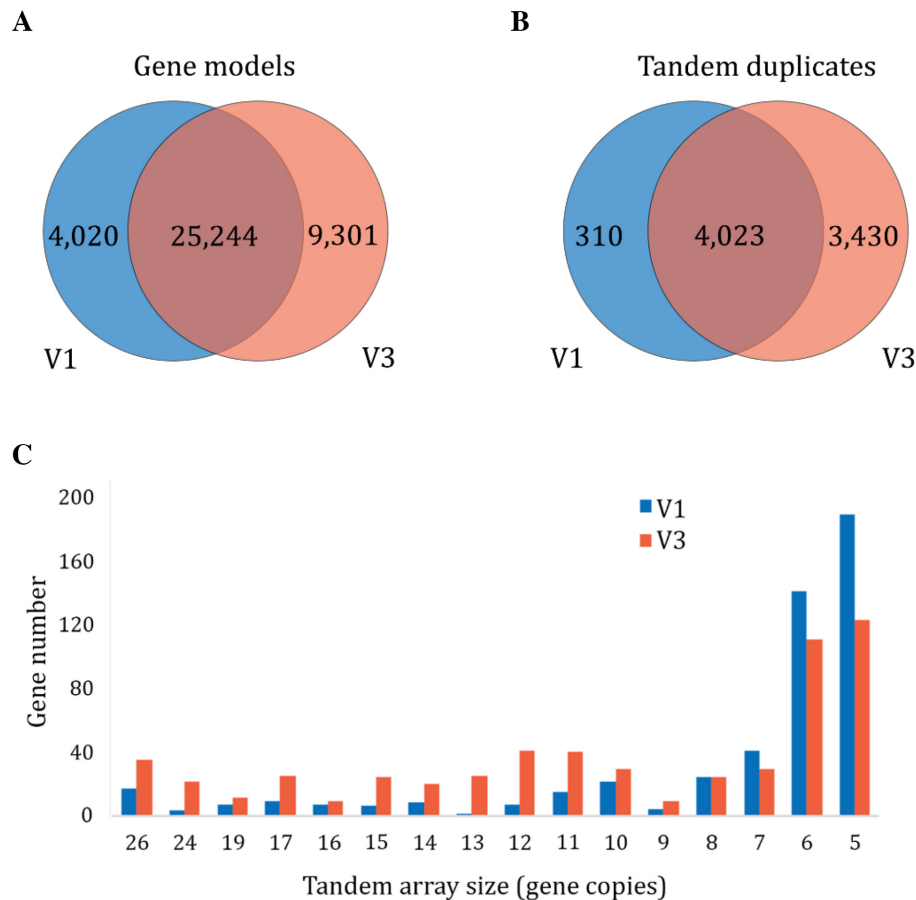 A
B
Gene models
Tandem duplicates
4,020
25,244
9,301
310
4,023
3,430
V1
V3
V1
V3
C
Gene number
200
160
120
80
40
0
V1
V3
26 24 19 17 16 15 14 13 12 11 10 9 8 7 6 5
Tandem array size (gene copies)